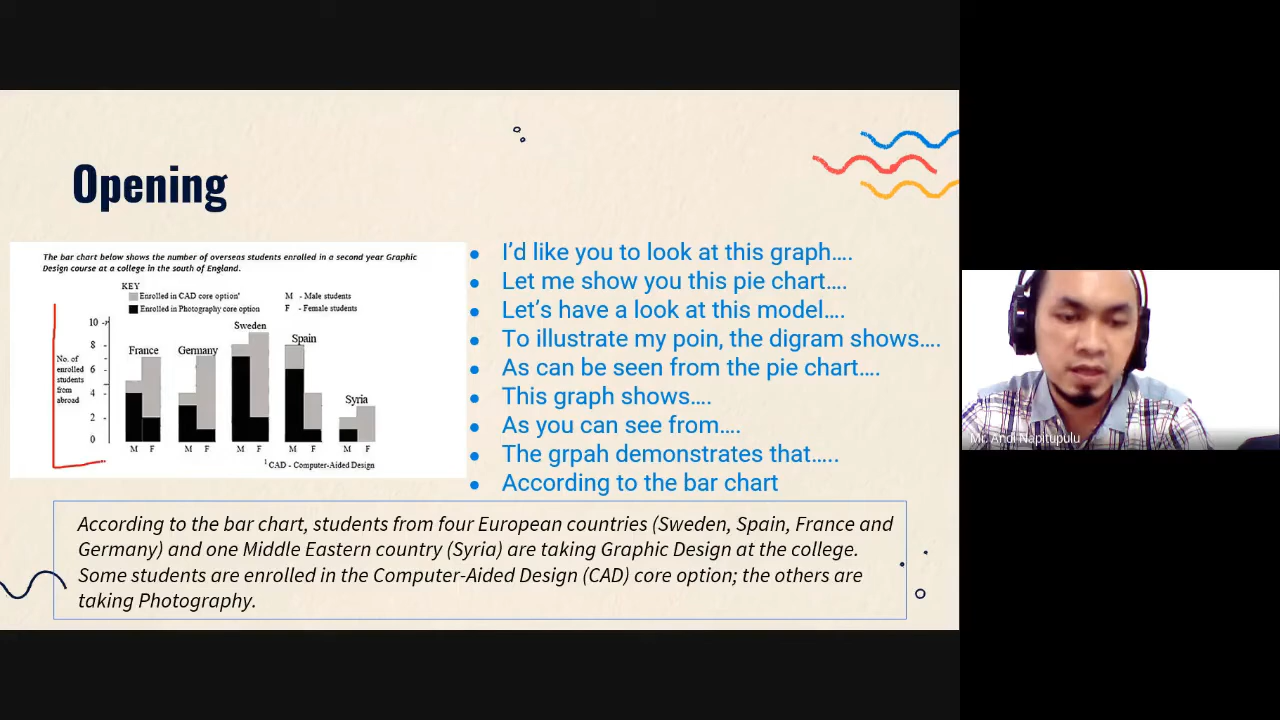 Opening
The bar chart below shows the number of overseas students enrolled in a second year Graphic
Design course at a college in the south of England.
KEY
Enrolled in CAD core option¹
Enrolled in Photography core option
M - Male students
F - Female students
No. of
enrolled
students
from
abroad
10
8
6
4
2
0
France
Germany
Sweden
Spain
Syria
M F M F M F M F M F
¹ CAD - Computer-Aided Design
● I’d like you to look at this graph….
● Let me show you this pie chart….
● Let’s have a look at this model….
● To illustrate my poin, the digram shows….
● As can be seen from the pie chart….
● This graph shows….
● As you can see from….
● The grpah demonstrates that…..
● According to the bar chart
According to the bar chart, students from four European countries (Sweden, Spain, France and
Germany) and one Middle Eastern country (Syria) are taking Graphic Design at the college.
Some students are enrolled in the Computer-Aided Design (CAD) core option; the others are
taking Photography.
Mr. Andi Napitupulu